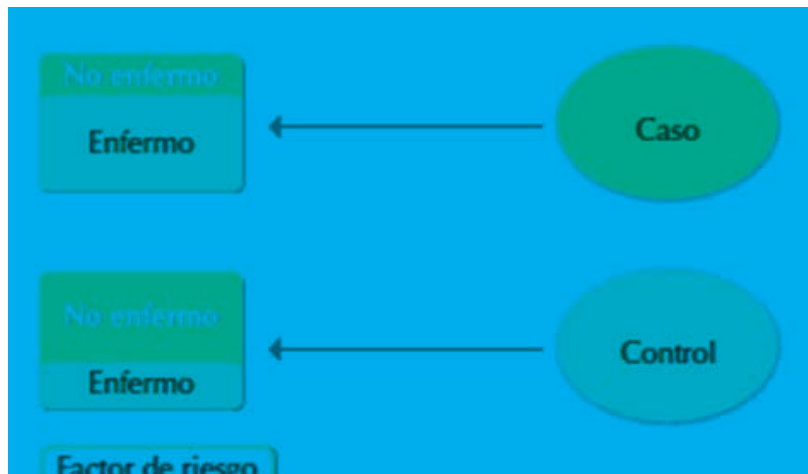 No enfermo
Enfermo
Caso
No enfermo
Enfermo
Control
Factor de riesgo